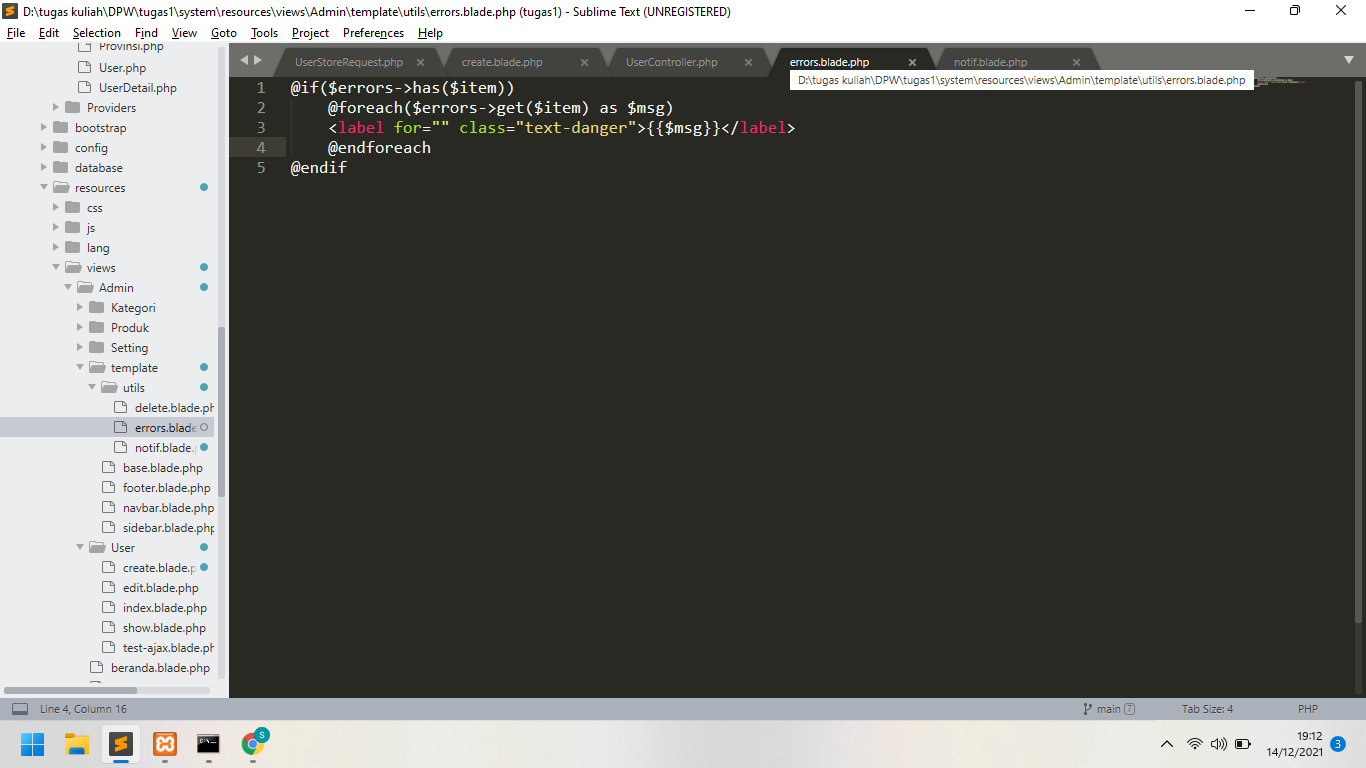 D:\tugas kuliah\DPW\tugas1\system\resources\views\Admin\template\utils\errors.blade.php (tugas1) - Sublime Text (UNREGISTERED)
File Edit Selection Find View Goto Tools Project Preferences Help
UserStoreRequest.php create.blade.php UserController.php errors.blade.php notif.blade.php
D:\tugas kuliah\DPW\tugas1\system\resources\views\Admin\template\utils\errors.blade.php
Provinsi.php
User.php
UserDetail.php
Providers
bootstrap
config
database
resources
css
js
lang
views
Admin
Kategori
Produk
Setting
template
utils
delete.blade.ph
errors.blade
notif.blade.
base.blade.php
footer.blade.php
navbar.blade.php
sidebar.blade.php
User
create.blade.p
edit.blade.php
index.blade.php
show.blade.php
test-ajax.blade.ph
beranda.blade.php
1 @if($errors->has($item))
2 @foreach($errors->get($item) as $msg)
3 <label for="" class="text-danger">{{$msg}}</label>
4 @endforeach
5 @endif
Line 4, Column 16 main 7 Tab Size: 4 PHP
S
19:12
14/12/2021 3